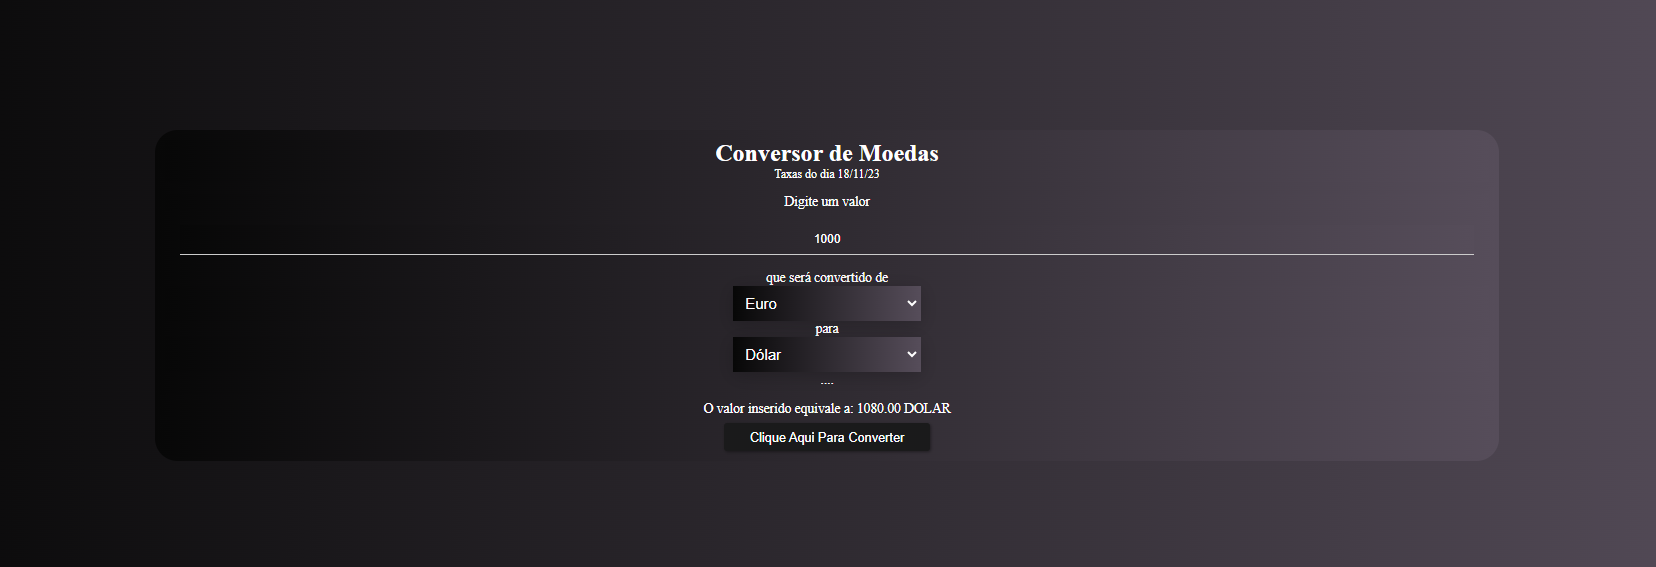 Conversor de Moedas
Taxas do dia 18/11/23
Digite um valor
1000
que será convertido de
Euro
para
Dólar
....
O valor inserido equivale a: 1080.00 DOLAR
Clique Aqui Para Converter